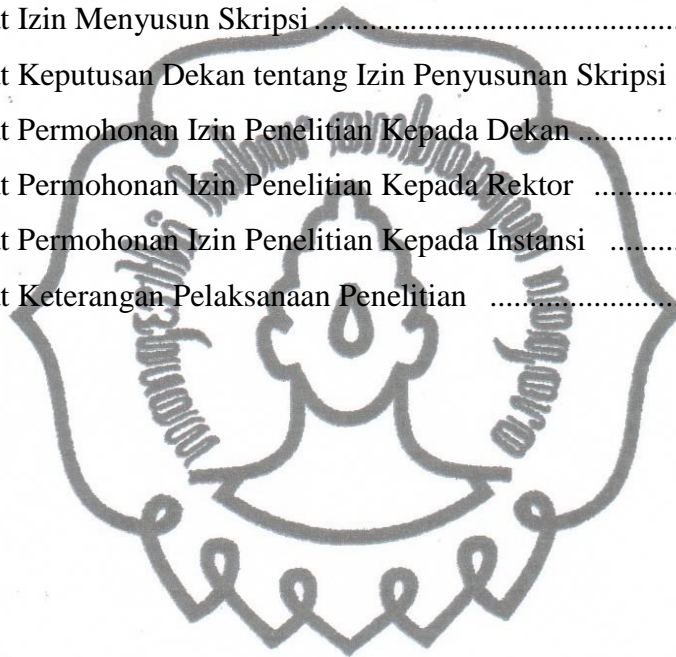 t Izin Menyusun Skripsi ........................................
t Keputusan Dekan tentang Izin Penyusunan Skripsi
t Permohonan Izin Penelitian Kepada Dekan ............
t Permohonan Izin Penelitian Kepada Rektor ..........
t Permohonan Izin Penelitian Kepada Instansi ........
t Keterangan Pelaksanaan Penelitian .......................